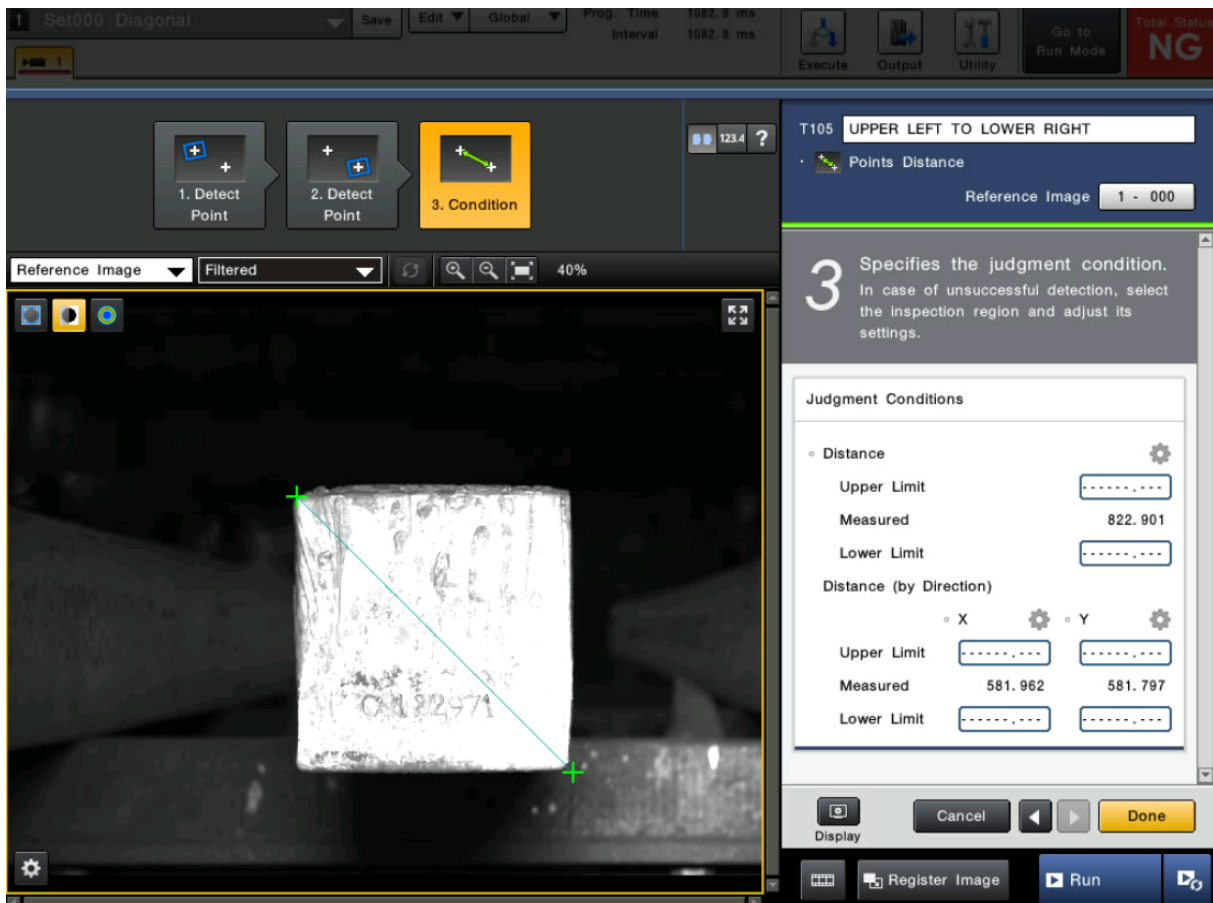 1 Set000 Diagonal Save Edit Global Prog. Time 1082.8 ms
Interval 1082.8 ms
Execute Output Utility Go to Run Mode Total Status NG
1
1. Detect Point
2. Detect Point
3. Condition
123.4 ?
T105 UPPER LEFT TO LOWER RIGHT
Points Distance
Reference Image 1 - 000
Reference Image Filtered 40%
3 Specifies the judgment condition.
In case of unsuccessful detection, select
the inspection region and adjust its
settings.
Judgment Conditions
Distance
Upper Limit ------.---
Measured 822.901
Lower Limit ------.---
Distance (by Direction)
X Y
Upper Limit ------.--- ------.---
Measured 581.962 581.797
Lower Limit ------.--- ------.---
Display Cancel Done
Register Image Run